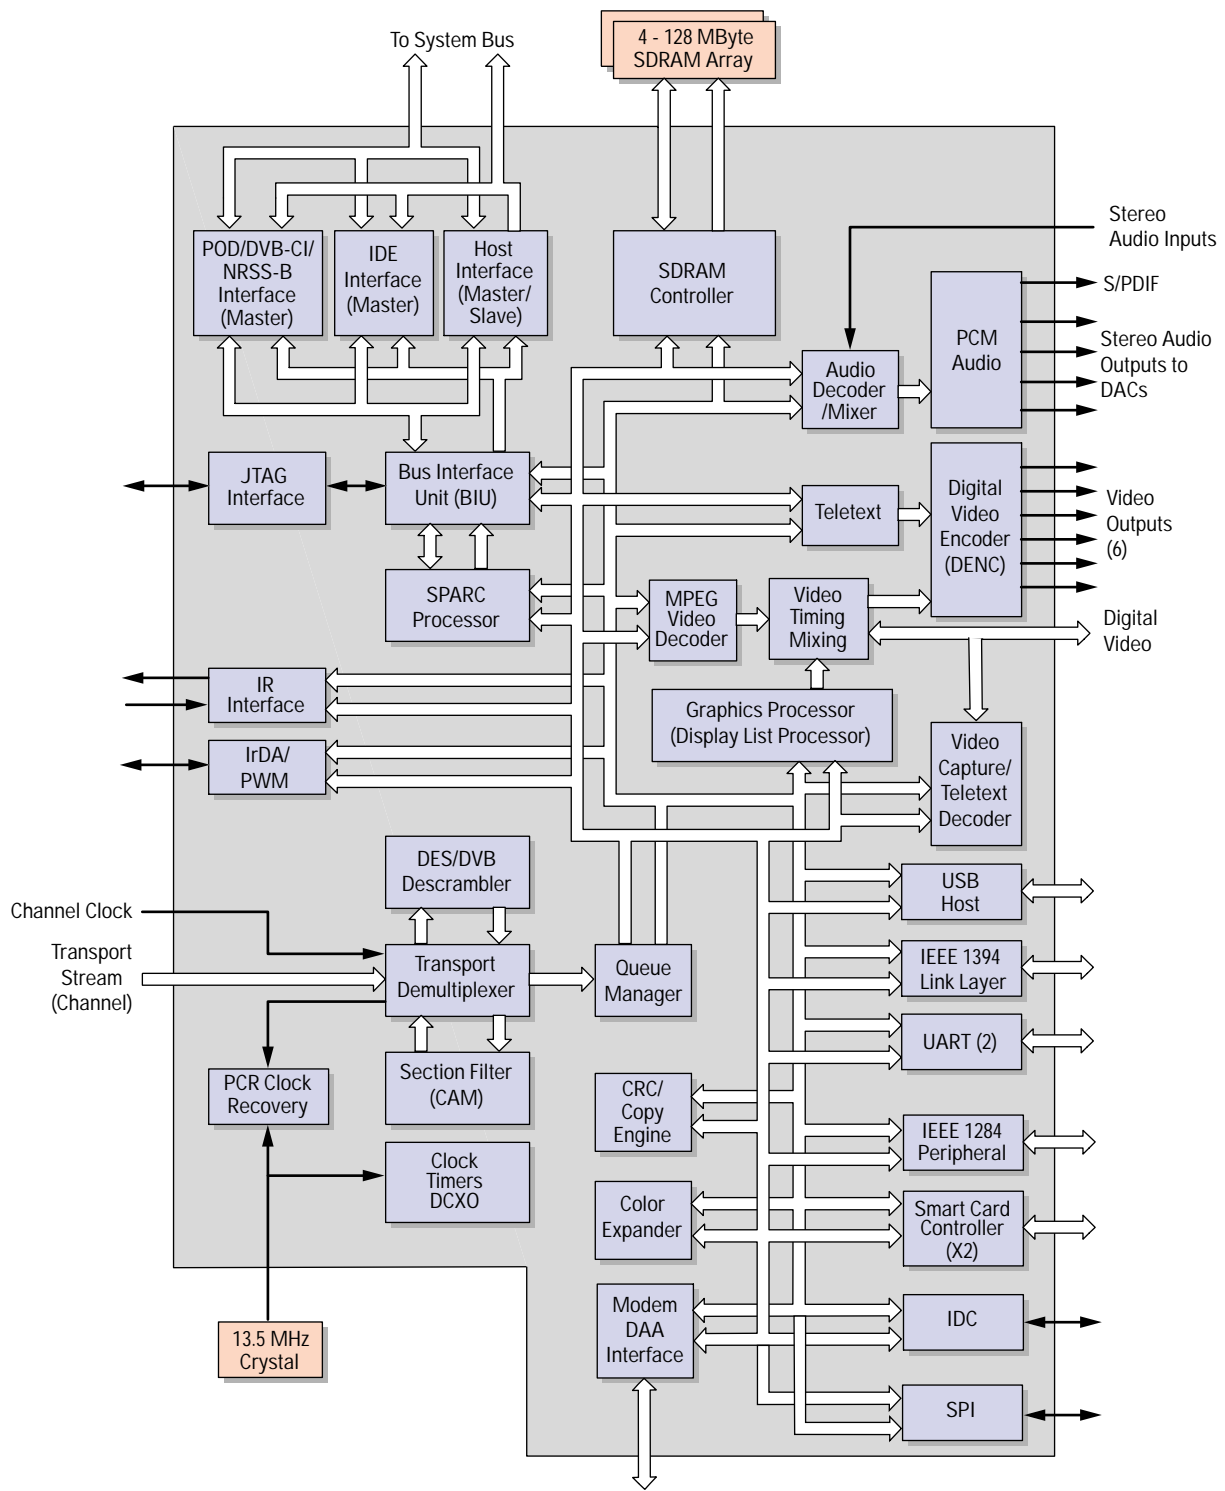 To System Bus
4 - 128 MByte
SDRAM Array
POD/DVB-CI/
NRSS-B
Interface
(Master)
IDE
Interface
(Master)
Host
Interface
(Master/
Slave)
SDRAM
Controller
Stereo
Audio Inputs
S/PDIF
PCM
Audio
Stereo Audio
Outputs to
DACs
Audio
Decoder
/Mixer
JTAG
Interface
Bus Interface
Unit (BIU)
Teletext
Digital
Video
Encoder
(DENC)
Video
Outputs
(6)
SPARC
Processor
MPEG
Video
Decoder
Video
Timing
Mixing
Digital
Video
IR
Interface
Graphics Processor
(Display List Processor)
IrDA/
PWM
Video
Capture/
Teletext
Decoder
DES/DVB
Descrambler
USB
Host
Channel Clock
Transport
Stream
(Channel)
Transport
Demultiplexer
Queue
Manager
IEEE 1394
Link Layer
UART (2)
PCR Clock
Recovery
Section Filter
(CAM)
CRC/
Copy
Engine
IEEE 1284
Peripheral
Clock
Timers
DCXO
Color
Expander
Smart Card
Controller
(X2)
Modem
DAA
Interface
IDC
13.5 MHz
Crystal
SPI